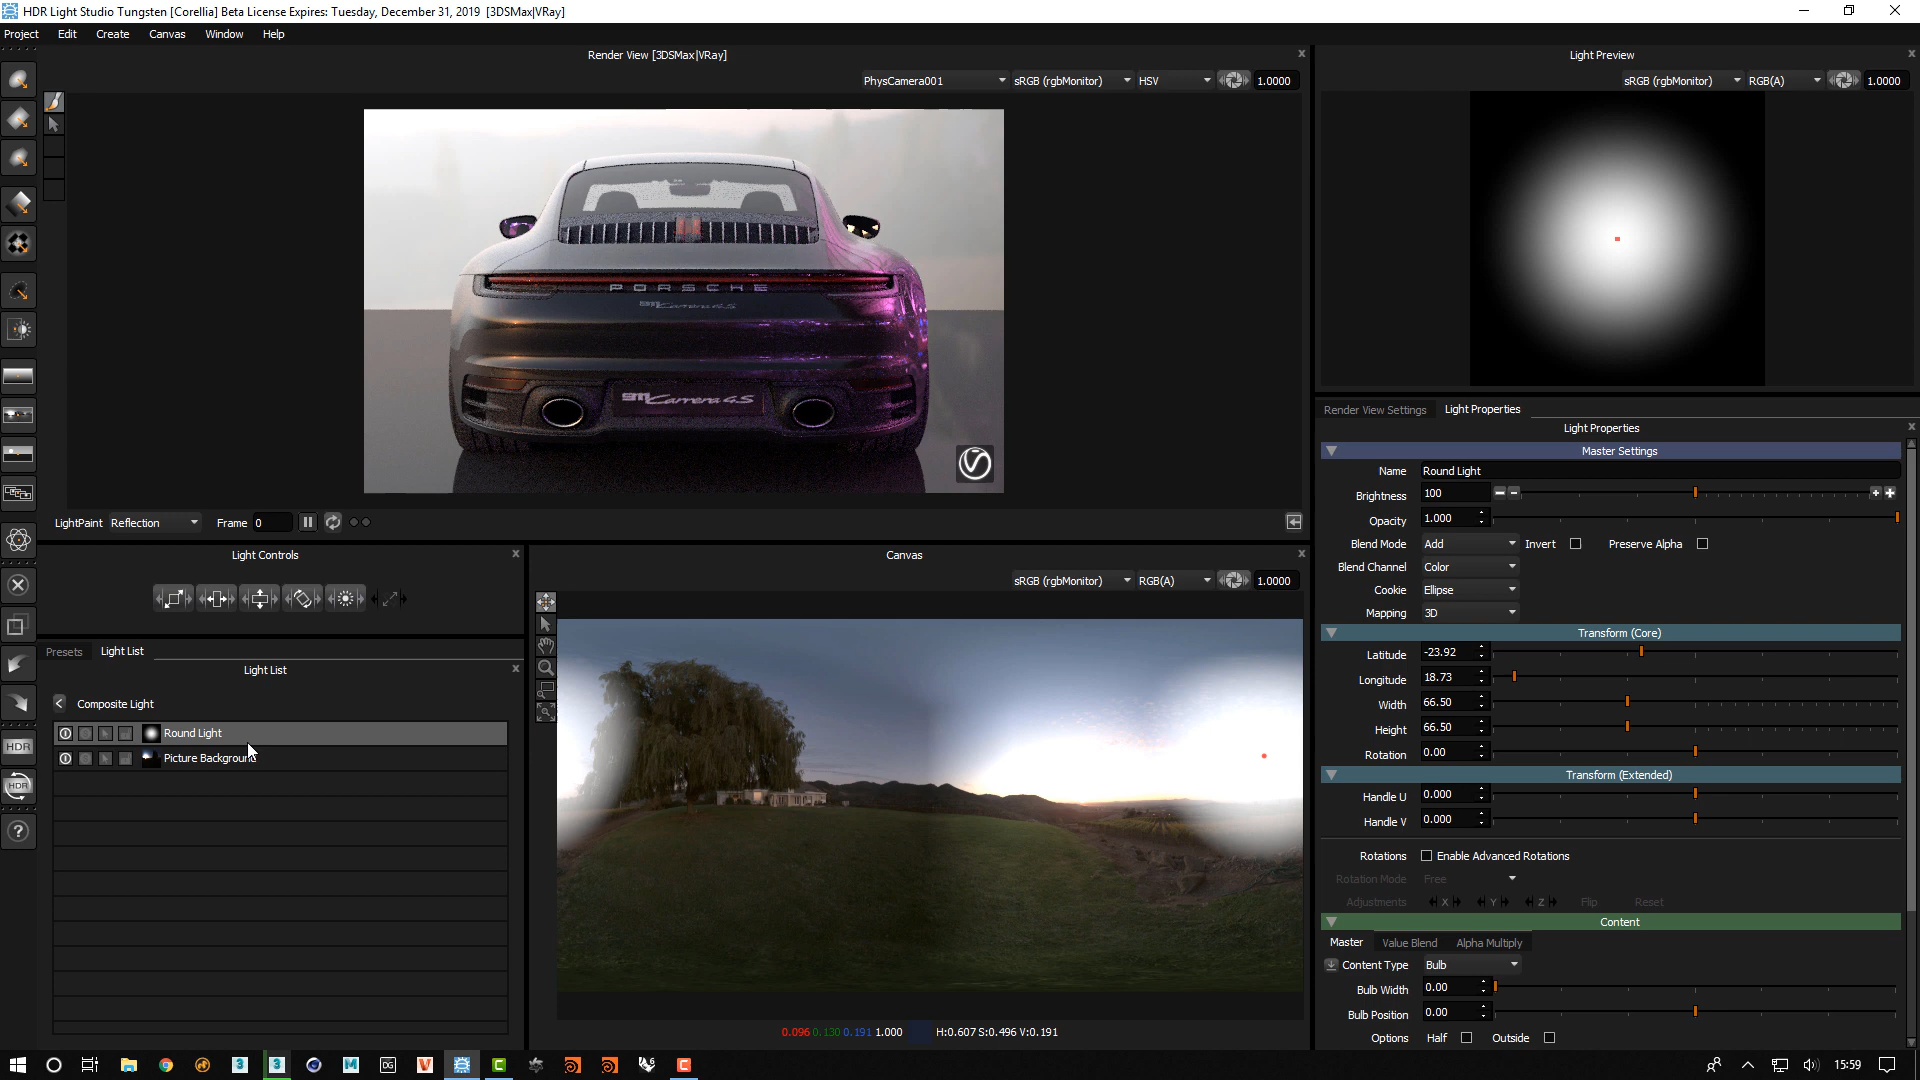 HDR Light Studio Tungsten [Corellia] Beta License Expires: Tuesday, December 31, 2019 [3DSMax|VRay]
Project Edit Create Canvas Window Help
Render View [3DSMax|VRay]
PhysCamera001 sRGB (rgbMonitor) HSV 1.0000
PORSCHE
911 Carrera 4S
911 Carrera 4S
LightPaint Reflection Frame 0
Light Controls
Presets Light List
Light List
Composite Light
Round Light
Picture Background
HDR
HDR
Canvas
sRGB (rgbMonitor) RGB(A) 1.0000
0.096 0.130 0.191 1.000 H:0.607 S:0.496 V:0.191
Light Preview
sRGB (rgbMonitor) RGB(A) 1.0000
Render View Settings Light Properties
Light Properties
Master Settings
Name Round Light
Brightness 100
Opacity 1.000
Blend Mode Add Invert Preserve Alpha
Blend Channel Color
Cookie Ellipse
Mapping 3D
Transform (Core)
Latitude -23.92
Longitude 18.73
Width 66.50
Height 66.50
Rotation 0.00
Transform (Extended)
Handle U 0.000
Handle V 0.000
Rotations Enable Advanced Rotations
Rotation Mode Free
Adjustments X Y Z Flip Reset
Content
Master Value Blend Alpha Multiply
Content Type Bulb
Bulb Width 0.00
Bulb Position 0.00
Options Half Outside
3 3 M DG V C 6 C 15:59